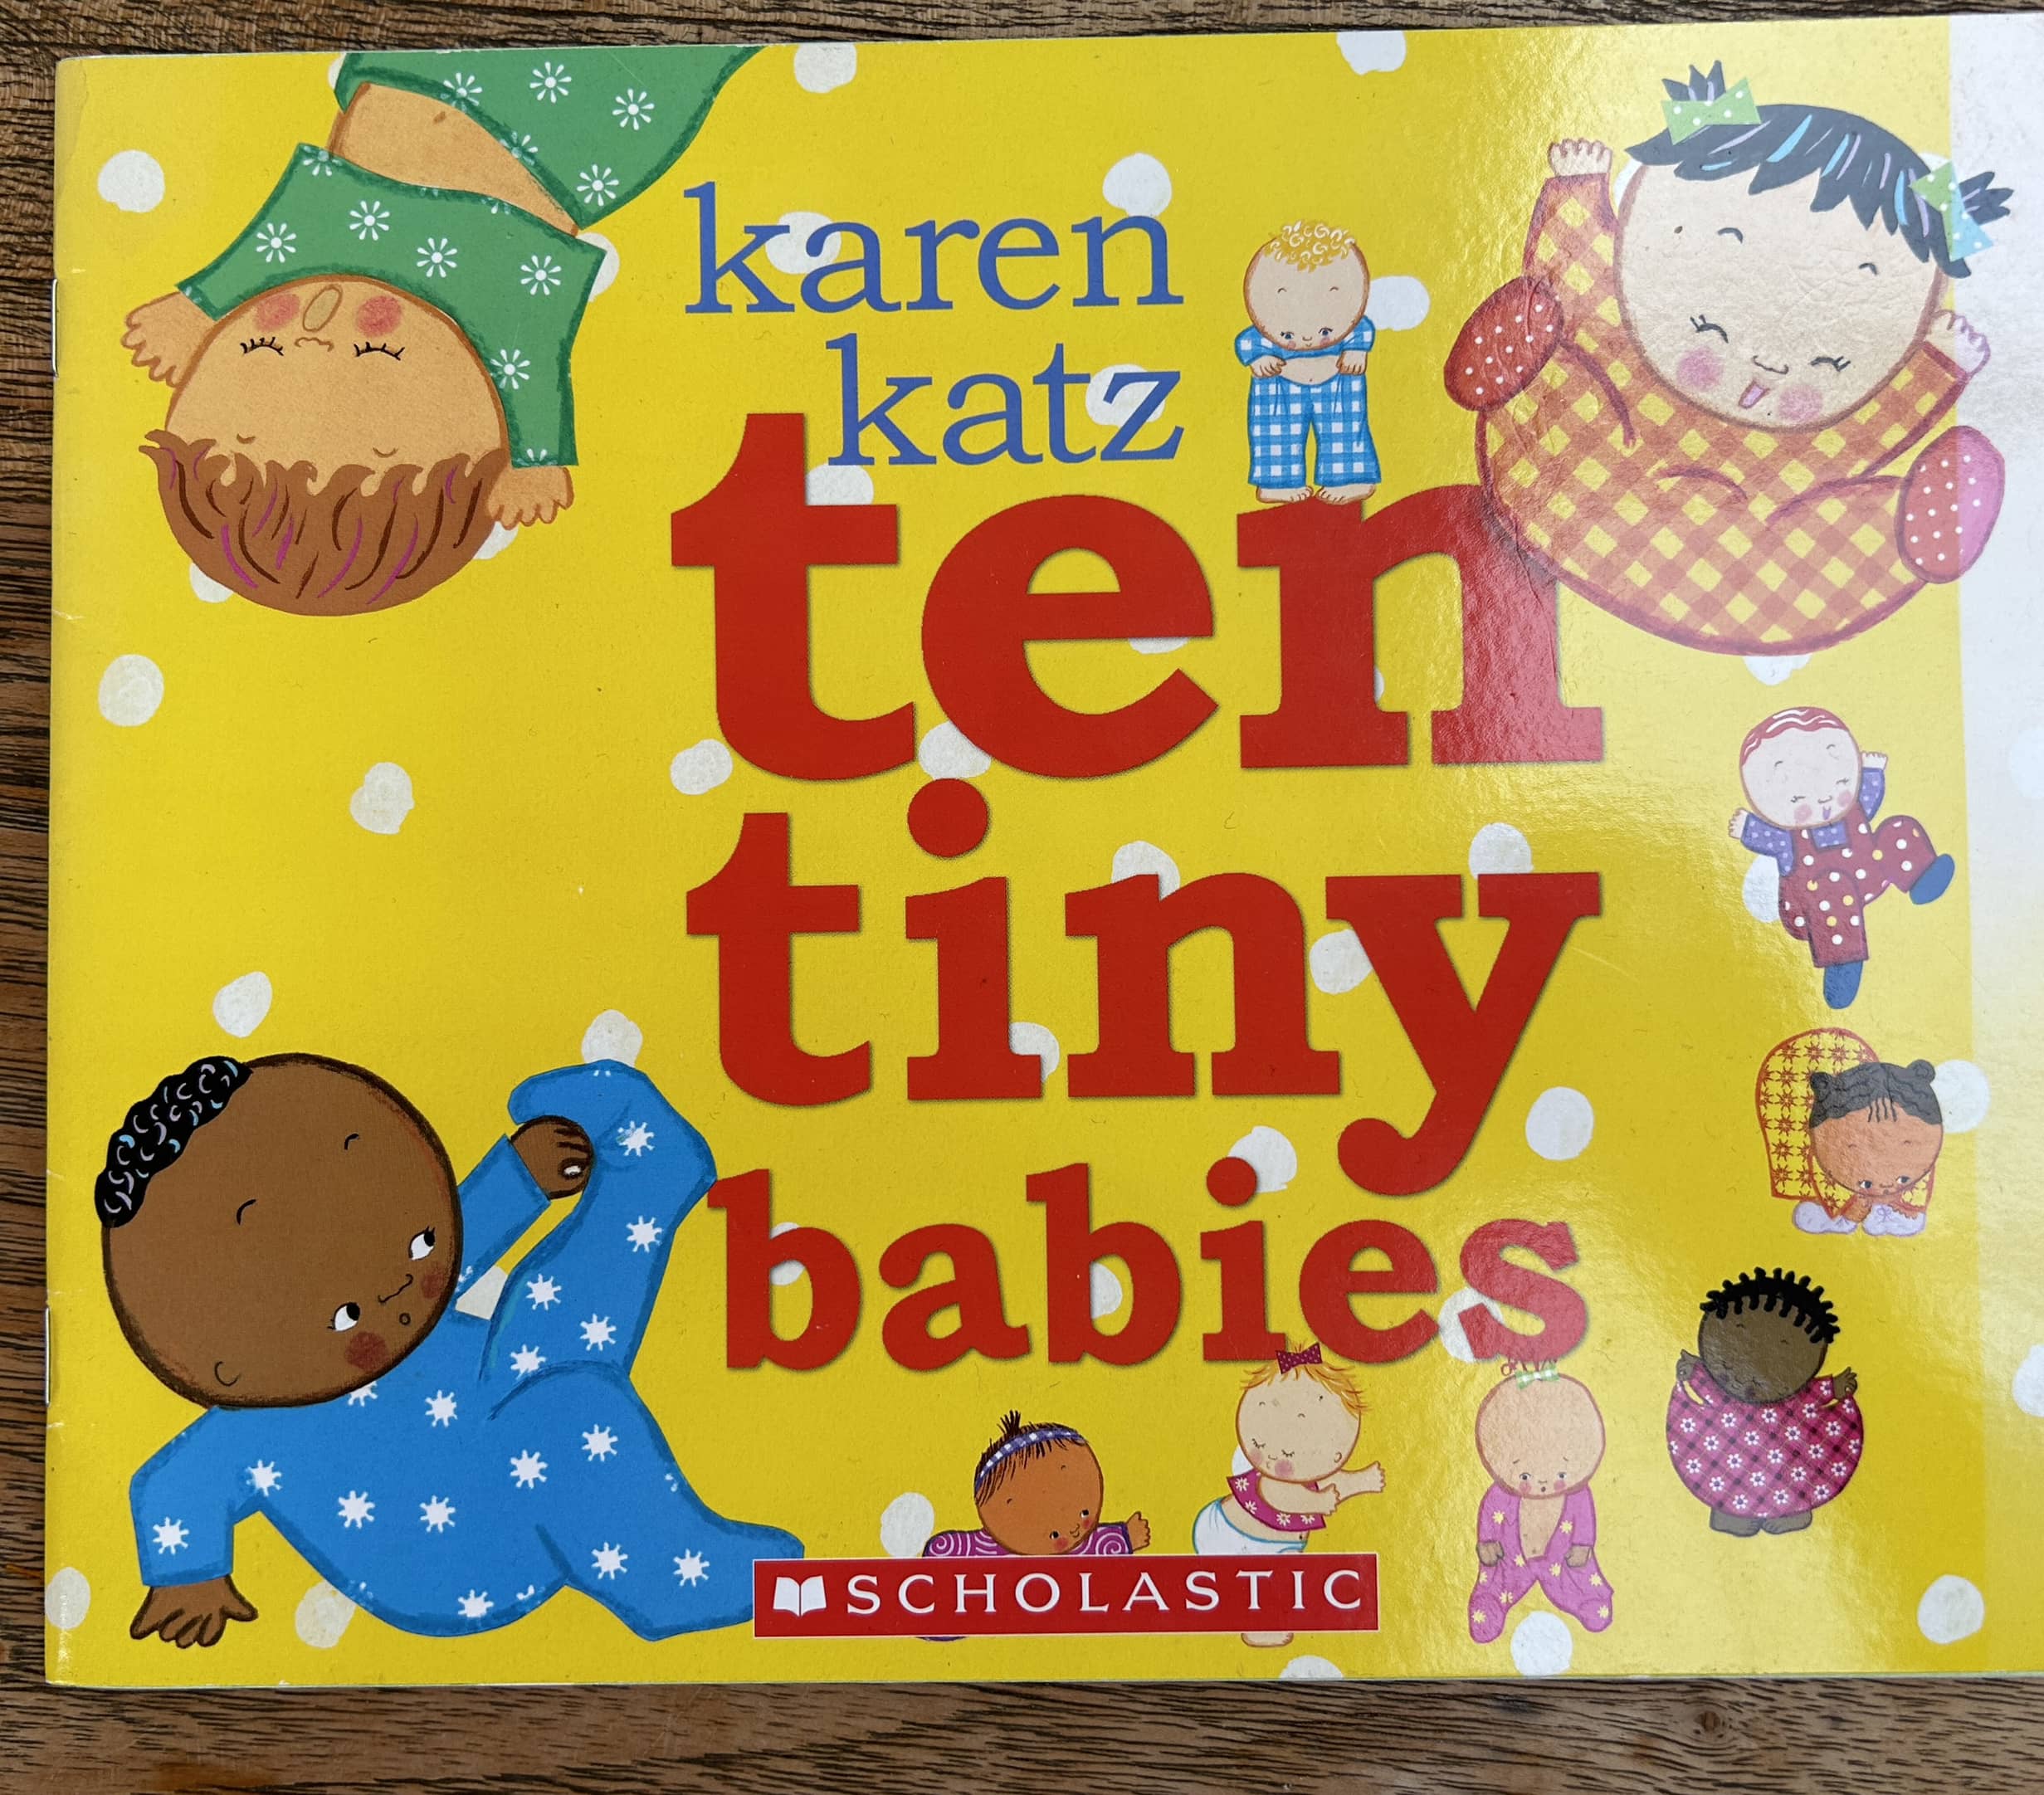 karen
katz
ten
tiny
babies
SCHOLASTIC